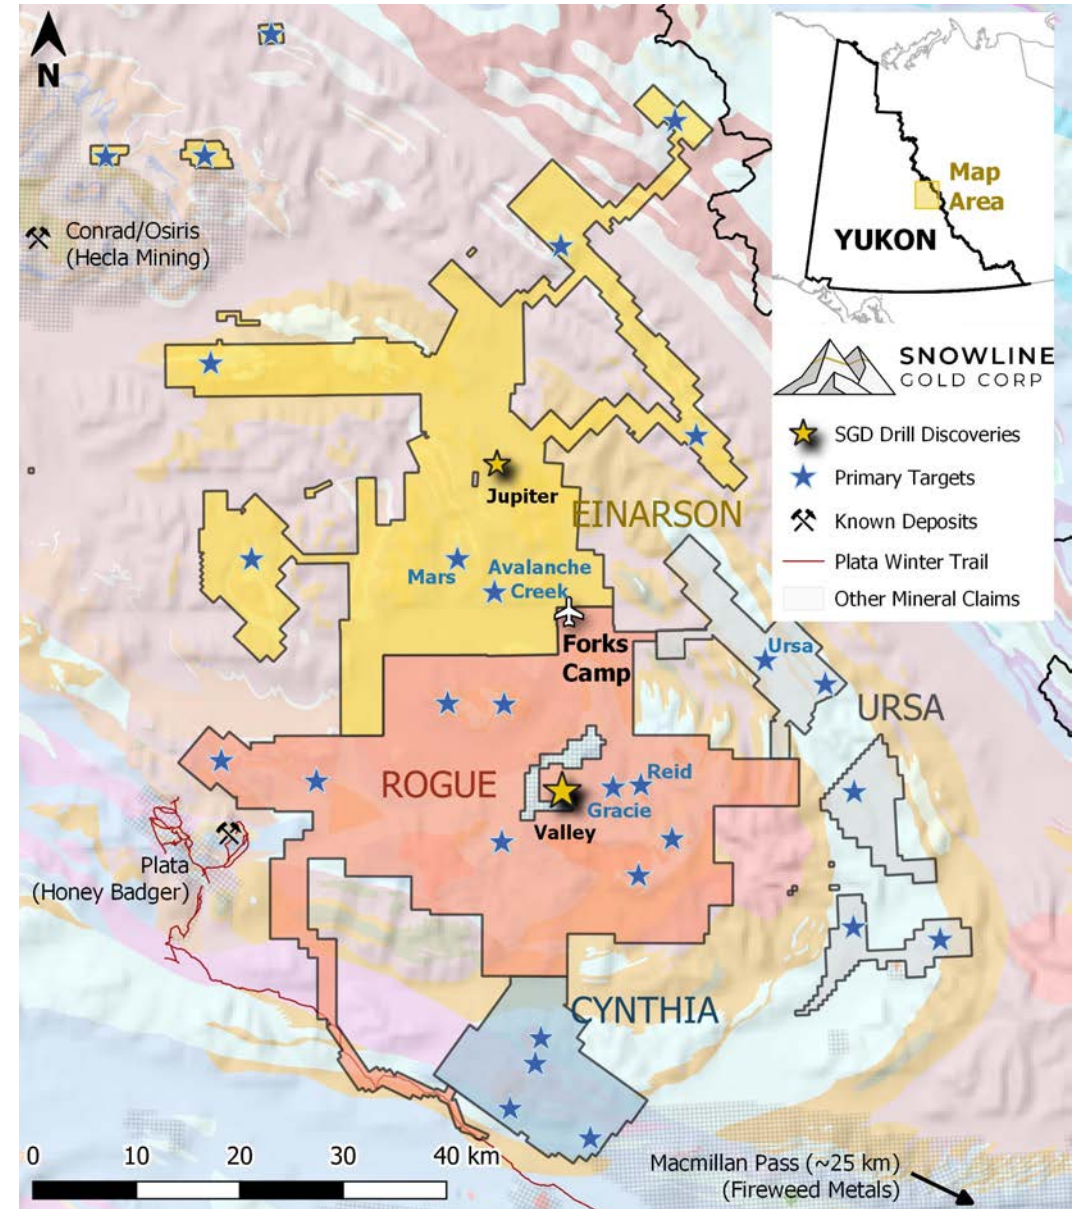 N
Conrad/Osiris
(Hecla Mining)
Map
Area
YUKON
SNOWLINE
GOLD CORP
SGD Drill Discoveries
Primary Targets
Known Deposits
Plata Winter Trail
Other Mineral Claims
Jupiter
EINARSON
Mars
Avalanche
Creek
Forks
Camp
Ursa
URSA
ROGUE
Reid
Gracie
Valley
Plata
(Honey Badger)
CYNTHIA
0 10 20 30 40 km
Macmillan Pass (~25 km)
(Fireweed Metals)